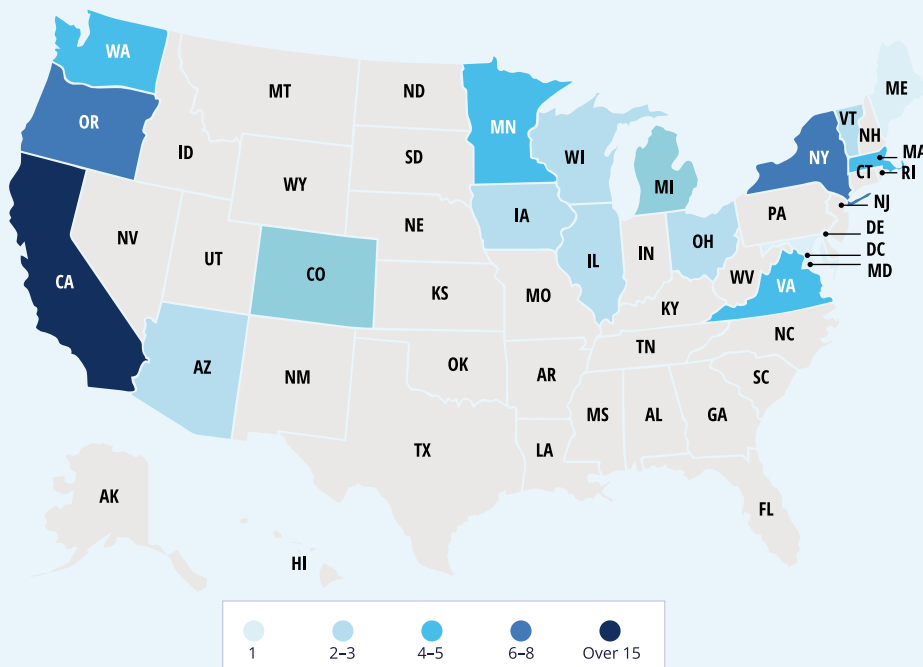 WA
ME
MT
ND
VT
OR
MN
NH
ID
SD
WI
NY
MA
WY
MI
CT
RI
IA
NJ
NE
PA
NV
OH
DE
UT
IL
IN
DC
CA
CO
WV
MD
KS
MO
VA
KY
NC
AZ
TN
OK
NM
AR
SC
MS
AL
GA
TX
LA
AK
FL
HI
1
2–3
4–5
6–8
Over 15